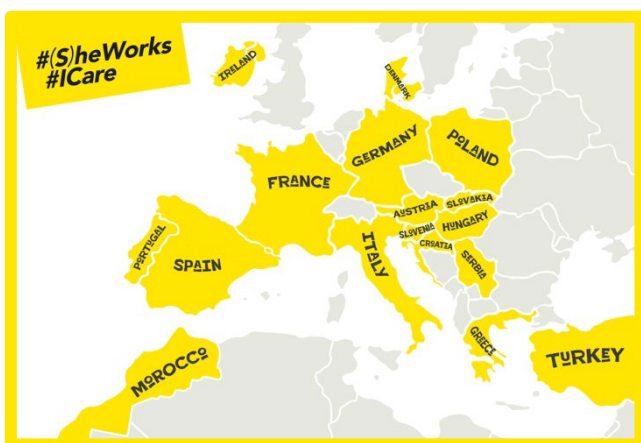 #(S)heWorks
#ICare
IRELAND
DENMARK
GERMANY
POLAND
FRANCE
AUSTRIA
SLOVAKIA
SLOVENIA
HUNGARY
CROATIA
PORTUGAL
SPAIN
ITALY
SERBIA
GREECE
TURKEY
MOROCCO